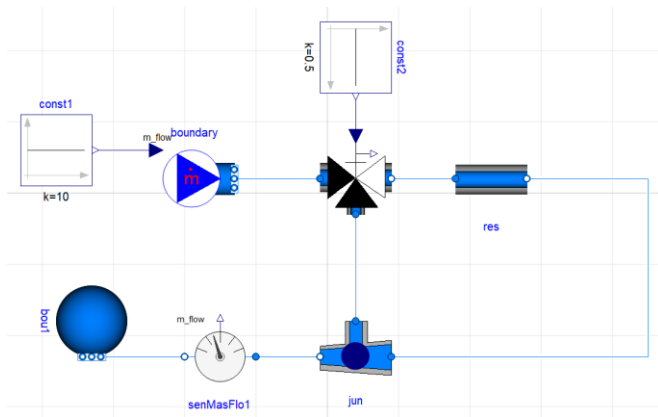 k=0.5
const2
const1
m_flow
boundary
ṁ
k=10
res
bou1
m_flow
senMasFlo1
jun